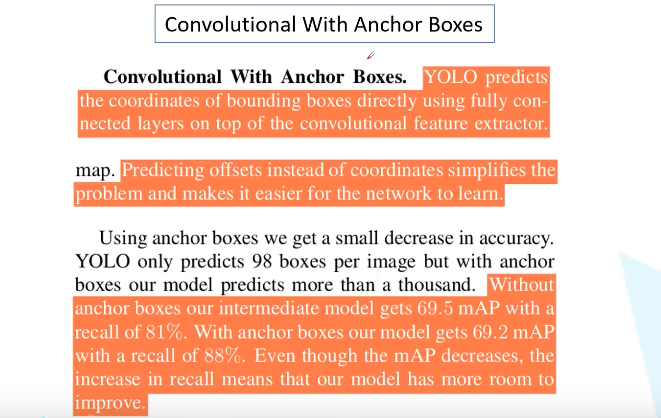 Convolutional With Anchor Boxes
Convolutional With Anchor Boxes. YOLO predicts
the coordinates of bounding boxes directly using fully con-
nected layers on top of the convolutional feature extractor.
map. Predicting offsets instead of coordinates simplifies the
problem and makes it easier for the network to learn.
Using anchor boxes we get a small decrease in accuracy.
YOLO only predicts 98 boxes per image but with anchor
boxes our model predicts more than a thousand. Without
anchor boxes our intermediate model gets 69.5 mAP with a
recall of 81%. With anchor boxes our model gets 69.2 mAP
with a recall of 88%. Even though the mAP decreases, the
increase in recall means that our model has more room to
improve.